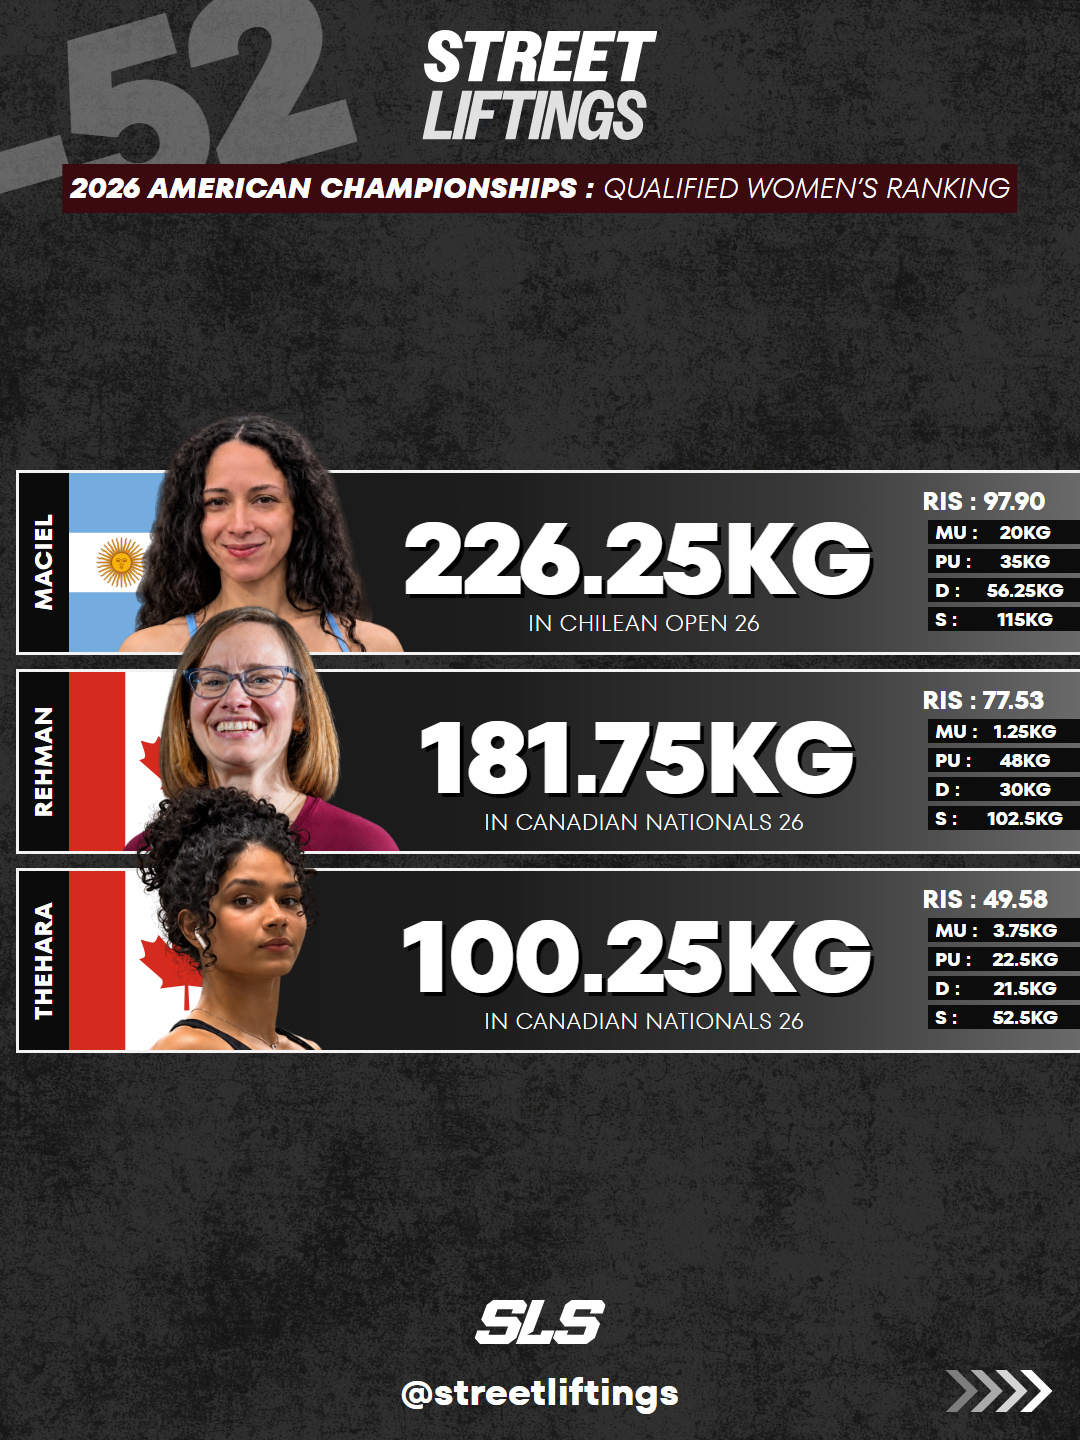 -52
STREET
LIFTINGS
2026 AMERICAN CHAMPIONSHIPS : QUALIFIED WOMEN'S RANKING
MACIEL
226.25KG
IN CHILEAN OPEN 26
RIS : 97.90
MU : 20KG
PU : 35KG
D : 56.25KG
S : 115KG
REHMAN
181.75KG
IN CANADIAN NATIONALS 26
RIS : 77.53
MU : 1.25KG
PU : 48KG
D : 30KG
S : 102.5KG
THEHARA
100.25KG
IN CANADIAN NATIONALS 26
RIS : 49.58
MU : 3.75KG
PU : 22.5KG
D : 21.5KG
S : 52.5KG
SLS
@streetliftings